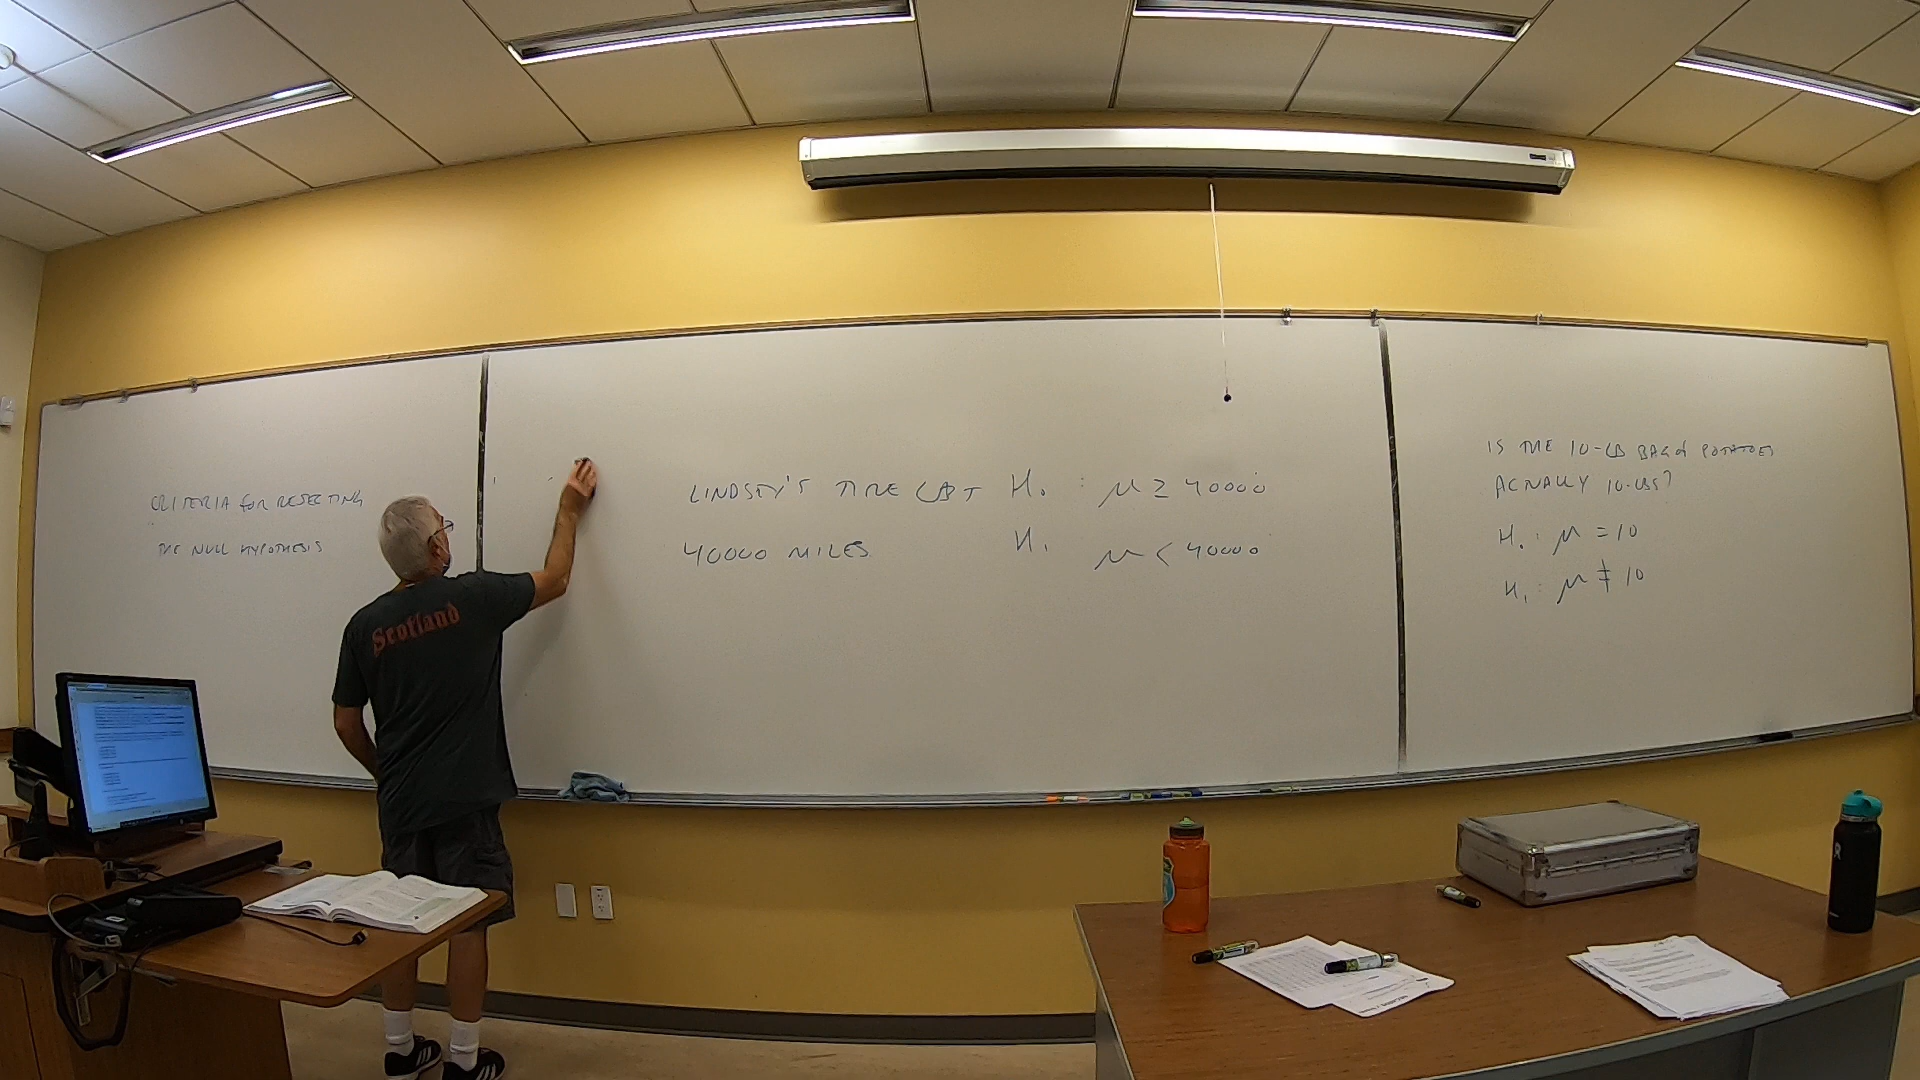 CRITERIA FOR REJECTING
THE NULL HYPOTHESIS
Scotland
LINDSEY'S TIRE LAST H₀ : μ ≥ 40000
40000 MILES H₁ μ < 40000
IS THE 10-LB BAG OF POTATOES
ACTUALLY 10-LBS?
H₀ : μ = 10
H₁ : μ ≠ 10